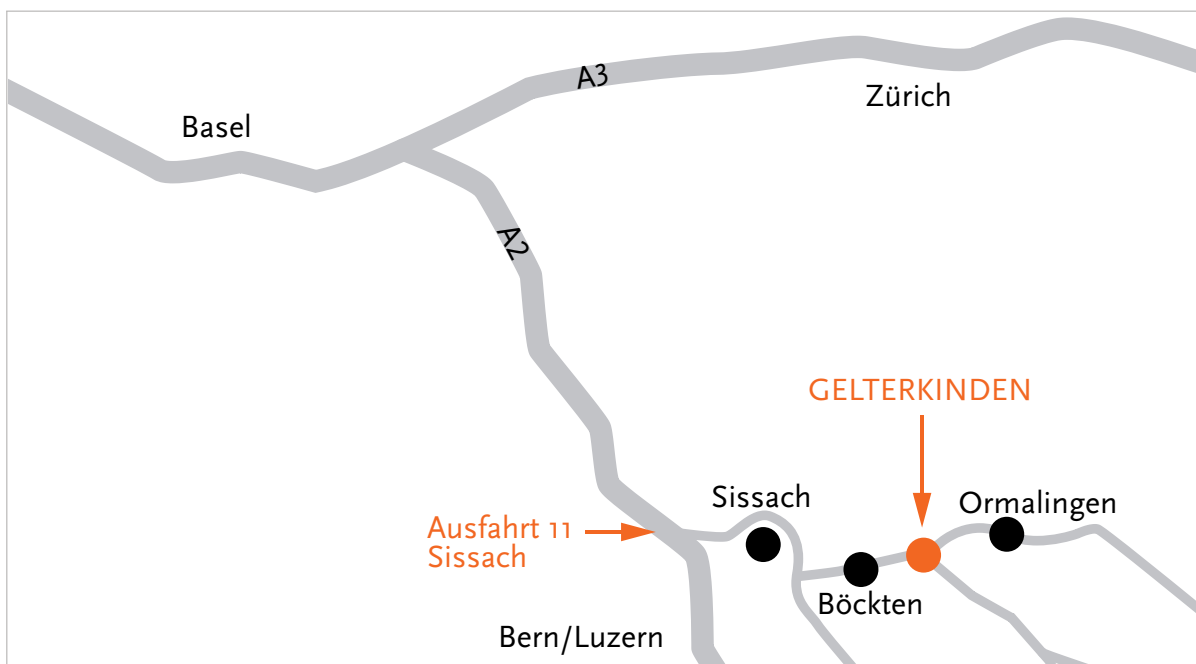 A3
Zürich
Basel
A2
GELTERKINDEN
Sissach
Ormalingen
Ausfahrt 11
Sissach
Böckten
Bern/Luzern